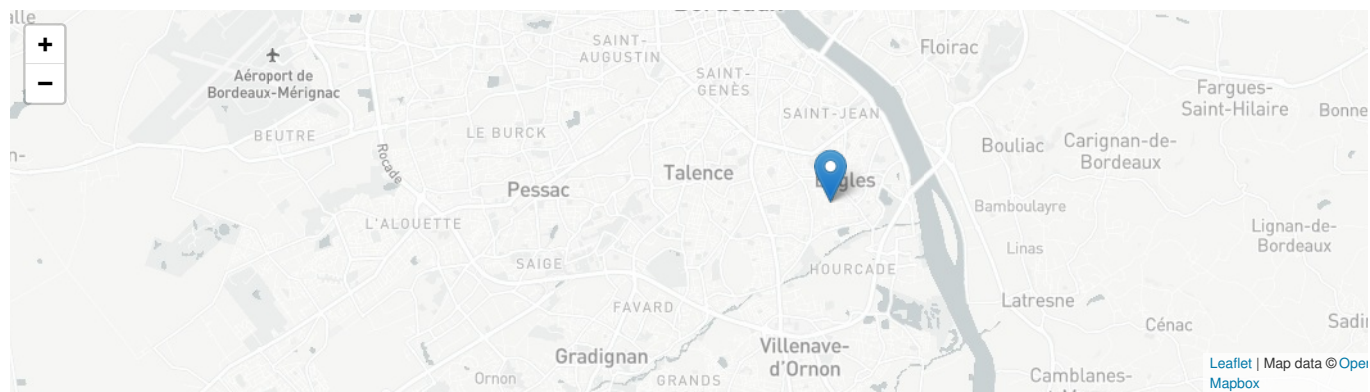 +
−
SAINT-
AUGUSTIN
Floirac
Aéroport de
Bordeaux-Mérignac
SAINT-
GENÈS
Fargues-
Saint-Hilaire
SAINT-JEAN
BEUTRE
LE BURCK
Rocade
Bouliac
Carignan-de-
Bordeaux
Talence
Pessac
Bamboulayre
L'ALOUETTE
Lignan-de-
Bordeaux
Linas
SAIGE
HOURCADE
Latresne
FAVARD
Cénac
Villenave-
d'Ornon
Gradignan
Ornon
GRANDS
Camblanes-
Leaflet | Map data © Ope
Mapbox